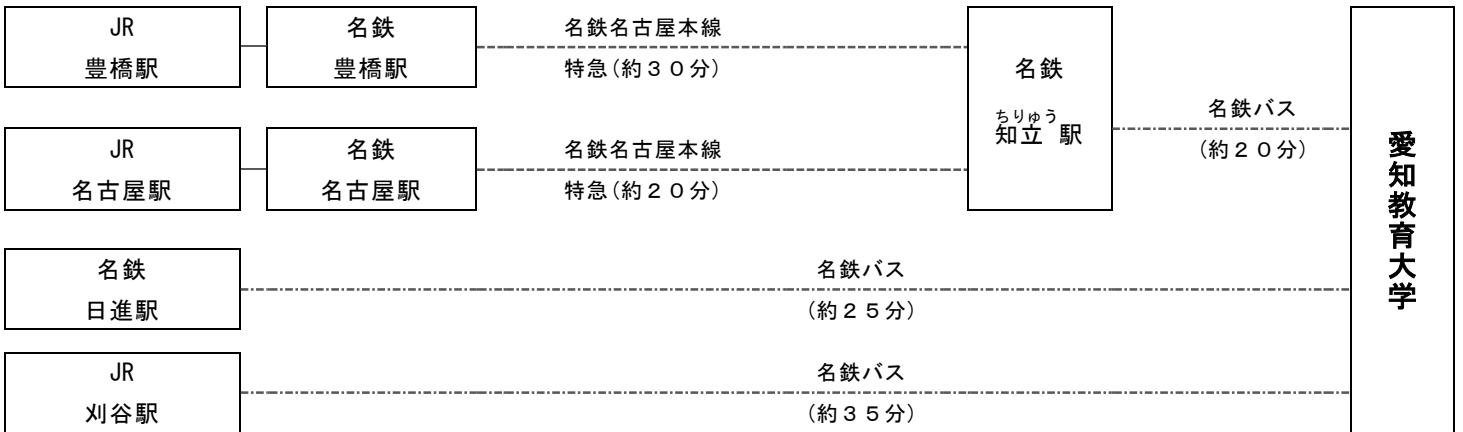 JR
豊橋駅
名鉄
豊橋駅
名鉄名古屋本線
特急(約３０分)
JR
名古屋駅
名鉄
名古屋駅
名鉄名古屋本線
特急(約２０分)
名鉄
ちりゅう
知立 駅
名鉄バス
(約２０分)
名鉄
日進駅
名鉄バス
(約２５分)
JR
刈谷駅
名鉄バス
(約３５分)
愛知教育大学